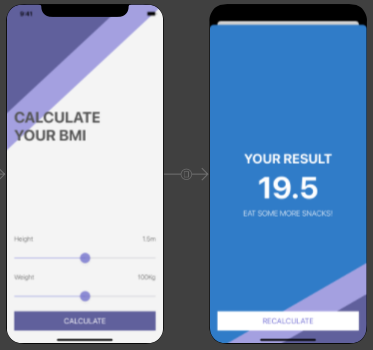 9:41
CALCULATE
YOUR BMI
Height 1.5m
Weight 100Kg
CALCULATE
YOUR RESULT
19.5
EAT SOME MORE SNACKS!
RECALCULATE